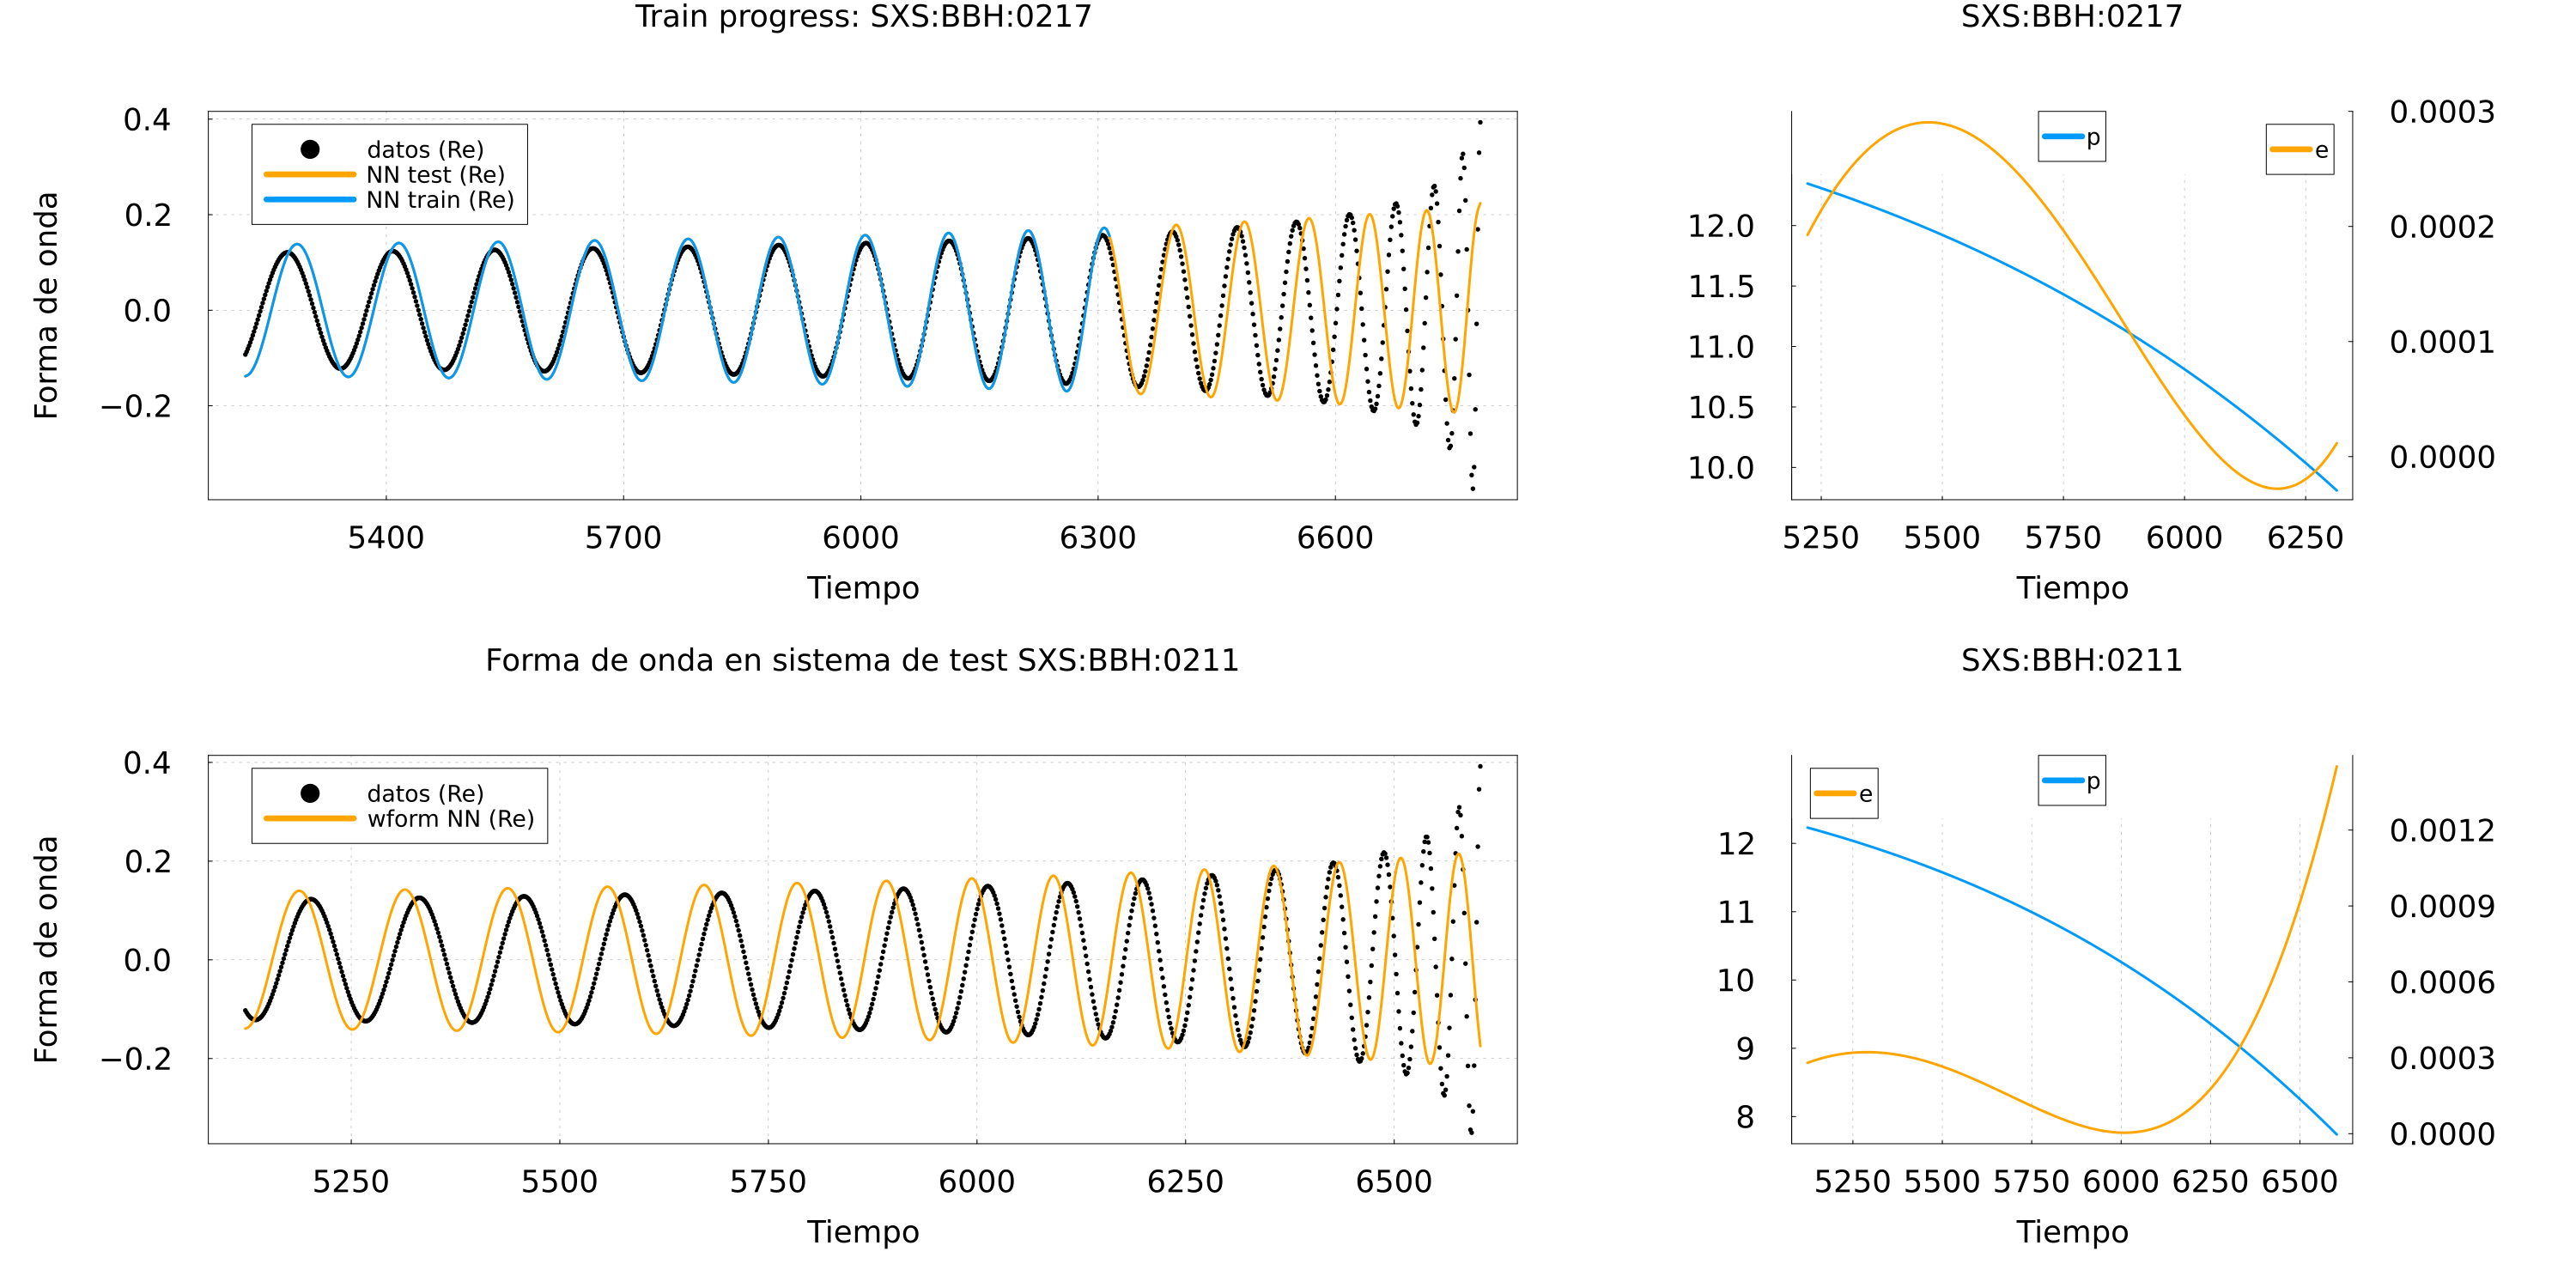 Train progress: SXS:BBH:0217
0.4
0.2
0.0
−0.2
Forma de onda
datos (Re)
NN test (Re)
NN train (Re)
5400 5700 6000 6300 6600
Tiempo
SXS:BBH:0217
12.0
11.5
11.0
10.5
10.0
p
e
0.0003
0.0002
0.0001
0.0000
5250 5500 5750 6000 6250
Tiempo
Forma de onda en sistema de test SXS:BBH:0211
0.4
0.2
0.0
−0.2
Forma de onda
datos (Re)
wform NN (Re)
5250 5500 5750 6000 6250 6500
Tiempo
SXS:BBH:0211
12
11
10
9
8
e
p
0.0012
0.0009
0.0006
0.0003
0.0000
5250 5500 5750 6000 6250 6500
Tiempo